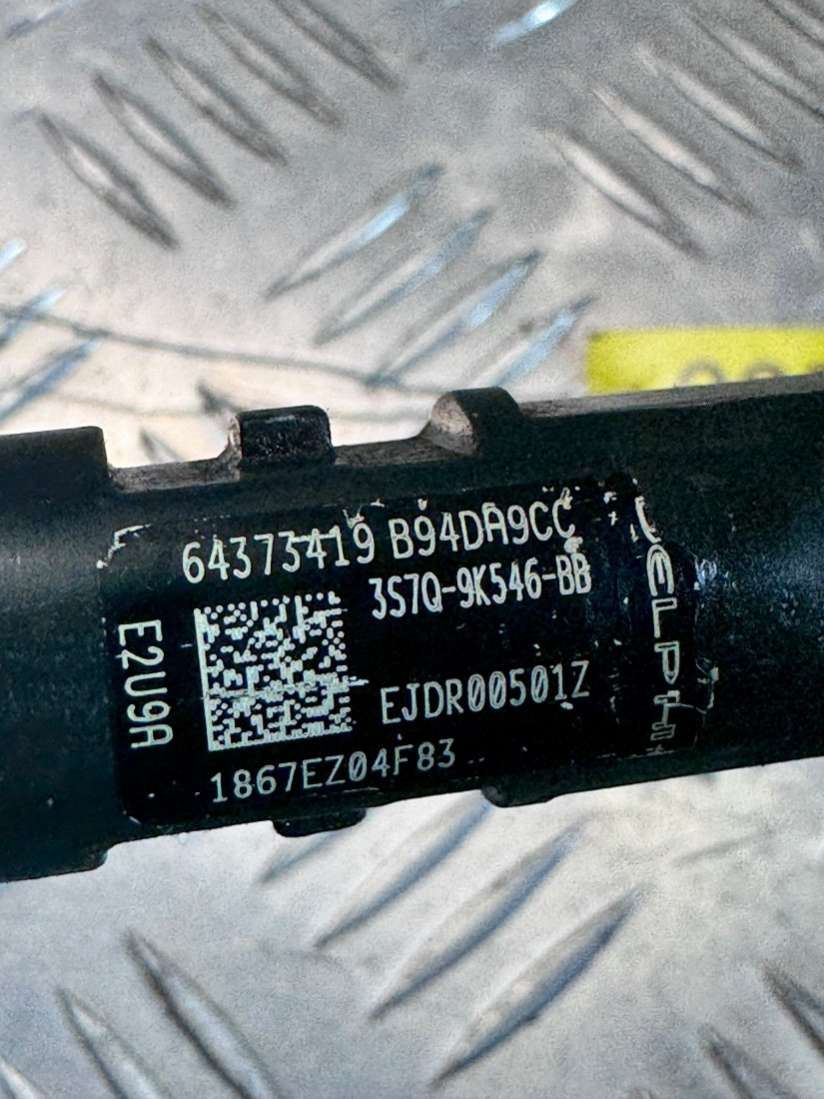 64373419 B94DA9CC
3S7Q-9K546-BB
E2U9A
EJDR00501Z
1867EZ04F83
DELPHI